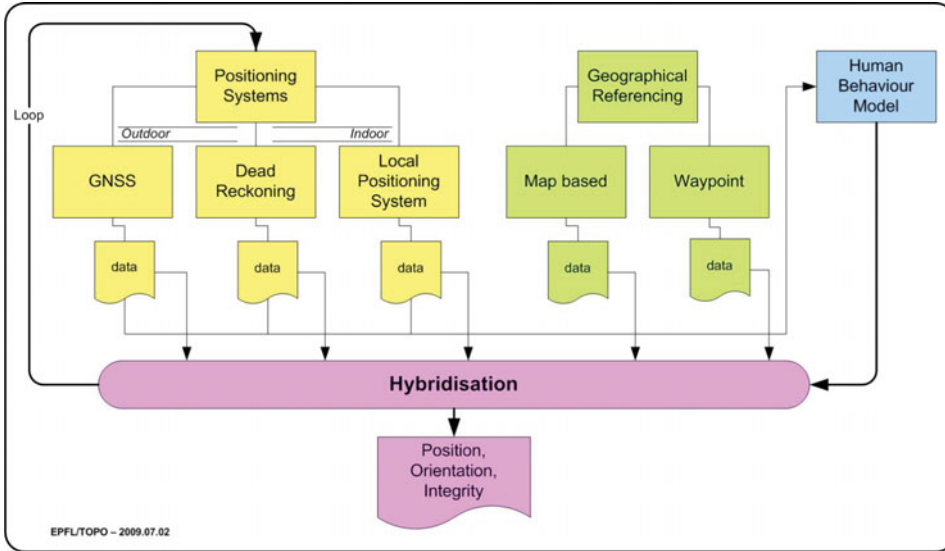 Positioning
Systems
Geographical
Referencing
Human
Behaviour
Model
Loop
Outdoor
Indoor
GNSS
Dead
Reckoning
Local
Positioning
System
Map based
Waypoint
data
data
data
data
data
Hybridisation
Position,
Orientation,
Integrity
EPFL/TOPO – 2009.07.02